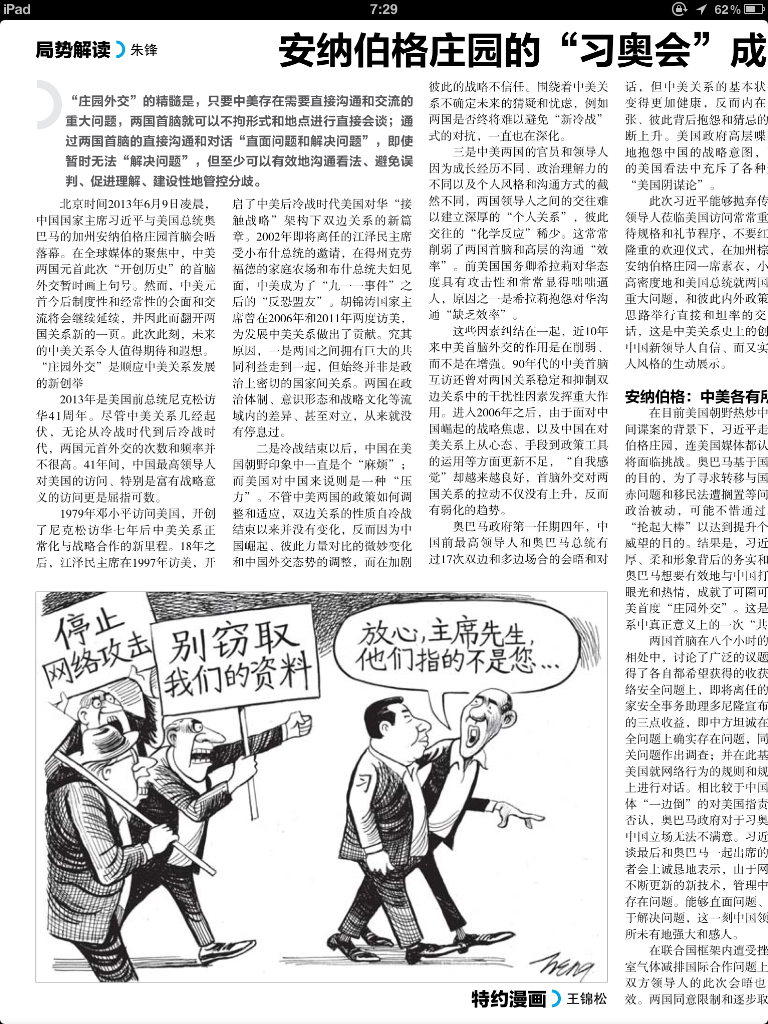 iPad
7:29
62%
局势解读
朱锋
安纳伯格庄园的“习奥会”成
“庄园外交”的精髓是，只要中美存在需要直接沟通和交流的
重大问题，两国首脑就可以不拘形式和地点进行直接会谈；通
过两国首脑的直接沟通和对话“直面问题和解决问题”，即使
暂时无法“解决问题”，但至少可以有效地沟通看法、避免误
判、促进理解、建设性地管控分歧。
北京时间2013年6月9日凌晨，
中国国家主席习近平与美国总统奥
巴马的加州安纳伯格庄园首脑会晤
落幕。在全球媒体的聚焦中，中美
两国元首此次“开创历史”的首脑
外交暂时画上句号。然而，中美元
首今后制度性和经常性的会面和交
流将会继续延续，并因此而翻开两
国关系新的一页。此次此刻，未来
的中美关系令人值得期待和遐想。
“庄园外交”是顺应中美关系发展
的新创举
2013年是美国前总统尼克松访
华41周年。尽管中美关系几经起
伏，无论从冷战时代到后冷战时
代，两国元首外交的次数和频率并
不很高。41年间，中国最高领导人
对美国的访问、特别是富有战略意
义的访问更是屈指可数。
1979年邓小平访问美国，开创
了尼克松访华七年后中美关系正
常化与战略合作的新里程。18年之
后，江泽民主席在1997年访美，开
启了中美后冷战时代美国对华“接
触战略”架构下双边关系的新篇
章。2002年即将离任的江泽民主席
受小布什总统的邀请，在得州克劳
福德的家庭农场和布什总统夫妇见
面，中美成为了“九一一事件”之
后的“反恐盟友”。胡锦涛国家主
席曾在2006年和2011年两度访美，
为发展中美关系做出了贡献。究其
原因，一是两国之间拥有巨大的共
同利益走到一起，但始终并非是政
治上密切的国家间关系。两国在政
治体制、意识形态和战略文化等流
域内的差异、甚至对立，从来就没
有停息过。
二是冷战结束以后，中国在美
国朝野印象中一直是个“麻烦”；
而美国对中国来说则是一种“压
力”。不管中美两国的政策如何调
整和适应，双边关系的性质自冷战
结束以来并没有变化，反而因为中
国崛起、彼此力量对比的微妙变化
和中国外交态势的调整，而在加剧
彼此的战略不信任。围绕着中美关
系不确定未来的猜疑和忧虑，例如
两国是否终将难以避免“新冷战”
式的对抗，一直也在深化。
三是中美两国的官员和领导人
因为成长经历不同、政治理解力的
不同以及个人风格和沟通方式的截
然不同，两国领导人之间的交往难
以建立深厚的“个人关系”，彼此
交往的“化学反应”稀少。这常常
削弱了两国首脑和高层的沟通“效
率”。前美国国务卿希拉莉对华态
度具有攻击性和常常显得咄咄逼
人，原因之一是希拉莉抱怨对华沟
通“缺乏效率”。
这些因素纠结在一起，近10年
来中美首脑外交的作用是在削弱、
而不是在增强。90年代的中美首脑
互访还曾对两国关系稳定和抑制双
边关系中的干扰性因素发挥重大作
用。进入2006年之后，由于面对中
国崛起的战略焦虑，以及中国在对
美关系上从心态、手段到政策工具
的运用等方面更新不足，“自我感
觉”却越来越良好，首脑外交对两
国关系的拉动不仅没有上升，反而
有弱化的趋势。
奥巴马政府第一任期四年，中
国前最高领导人和奥巴马总统有
过17次双边和多边场合的会晤和对
话，但中美关系的基本状
变得更加健康，反而内在
张、彼此背后抱怨和猜忌的
断上升。美国政府高层喋
地抱怨中国的战略意图，
的美国看法中充斥了各种
“美国阴谋论”。
此次习近平能够抛弃传
领导人莅临美国访问常常重
待规格和礼节程序，不要红
隆重的欢迎仪式，在加州棕
安纳伯格庄园一席素衣，小
高密度地和美国总统就两国
重大问题，和彼此内外政策
思路举行直接和坦率的交
话，这是中美关系史上的创
中国新领导人自信、而又实
人风格的生动展示。
安纳伯格：中美各有所
在目前美国朝野热炒中
间谍案的背景下，习近平走
伯格庄园，连美国媒体都认
将面临挑战。奥巴马基于国
的目的，为了寻求转移与国
赤问题和移民法遭搁置等问
政治被动，可能不惜通过
“抡起大棒”以达到提升个
威望的目的。结果是，习近
厚、柔和形象背后的务实和
奥巴马想要有效地与中国打
眼光和热情，成就了可圈可
美首度“庄园外交”。这是
系中真正意义上的一次“共
两国首脑在八个小时的
相处中，讨论了广泛的议题
得了各自都希望获得的收获
络安全问题上，即将离任的
家安全事务助理多尼隆宣布
的三点收益，即中方坦诚在
全问题上确实存在问题，同
关问题作出调查；并在此基
美国就网络行为的规则和规
上进行对话。相比较于中国
体“一边倒”的对美国指责
否认，奥巴马政府对于习奥
中国立场无法不满意。习近
谈最后和奥巴马一起出席的
者会上诚恳地表示，由于网
不断更新的新技术，管理中
存在问题。能够直面问题、
于解决问题，这一刻中国领
所未有地强大和感人。
在联合国框架内遭受挫
室气体减排国际合作问题上
双方领导人的此次会晤也
效。两国同意限制和逐步取
停止
网络攻击
别窃取
我们的资料
放心,主席先生,
他们指的不是您...
Heng
特约漫画
王锦松